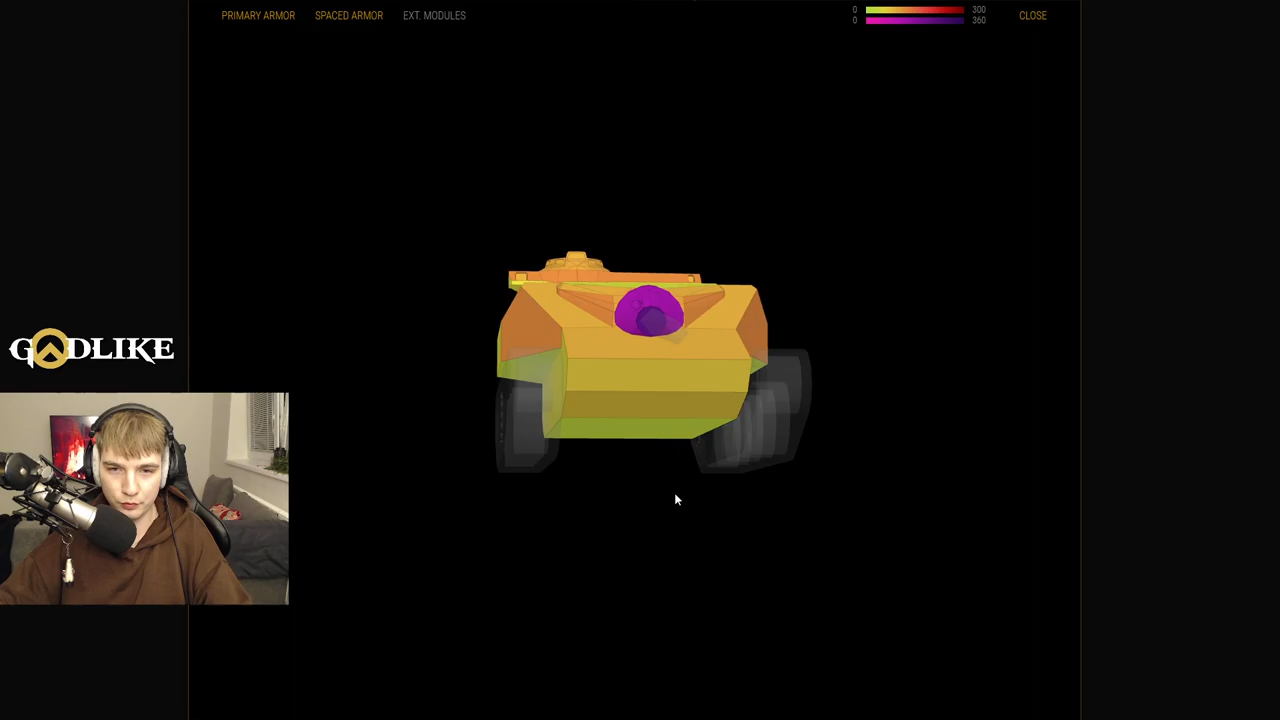 PRIMARY ARMOR SPACED ARMOR EXT. MODULES 0 300 CLOSE
0 360
GODLIKE